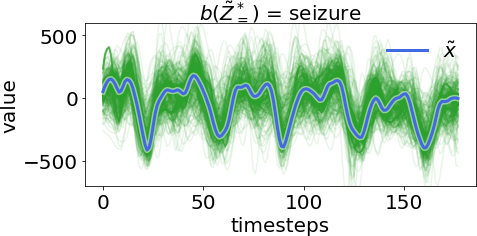 b(Z̃*₌) = seizure
500
0
−500
value
x̃
0
50
100
150
timesteps